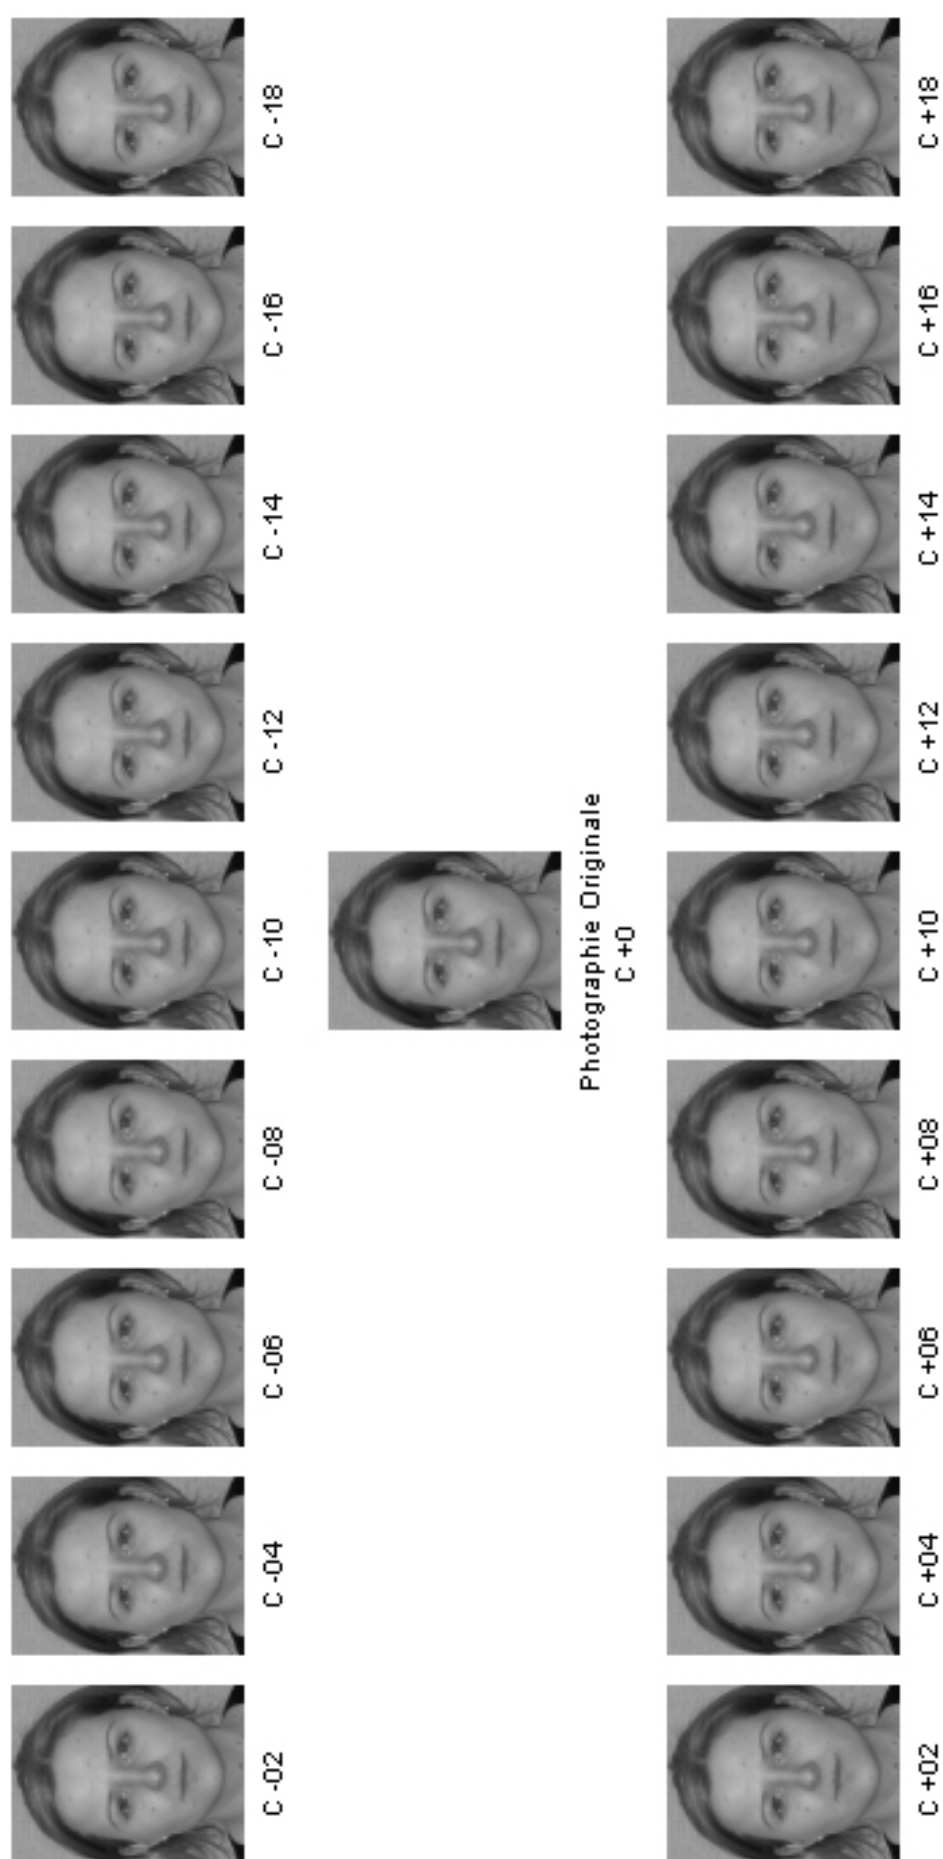 C -02
C -04
C -06
C -08
C -10
C -12
C -14
C -16
C -18
Photographie Originale
C +0
C +02
C +04
C +06
C +08
C +10
C +12
C +14
C +16
C +18